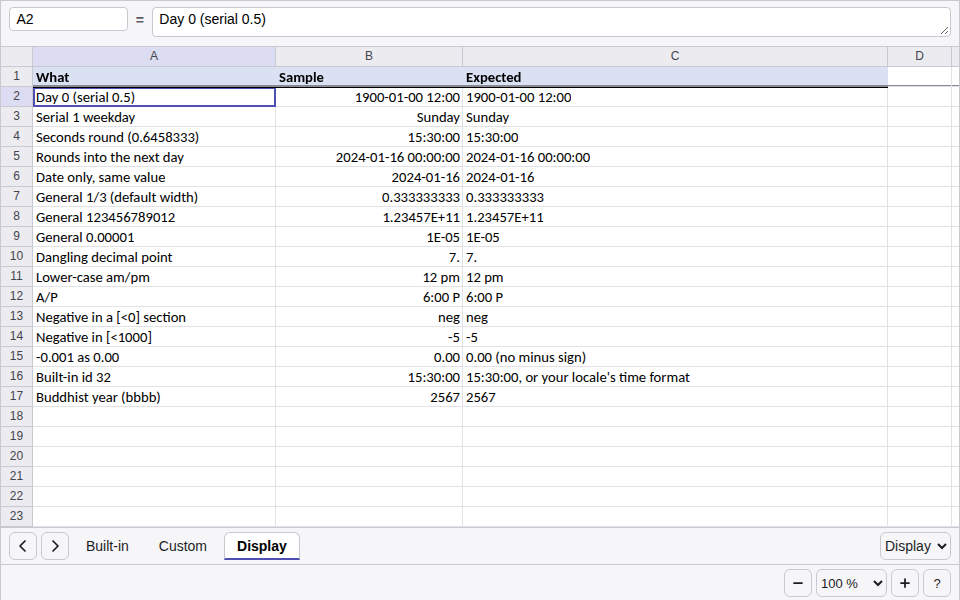 A2 = Day 0 (serial 0.5)
A B C D
1 What Sample Expected
2 Day 0 (serial 0.5) 1900-01-00 12:00 1900-01-00 12:00
3 Serial 1 weekday Sunday Sunday
4 Seconds round (0.6458333) 15:30:00 15:30:00
5 Rounds into the next day 2024-01-16 00:00:00 2024-01-16 00:00:00
6 Date only, same value 2024-01-16 2024-01-16
7 General 1/3 (default width) 0.333333333 0.333333333
8 General 123456789012 1.23457E+11 1.23457E+11
9 General 0.00001 1E-05 1E-05
10 Dangling decimal point 7. 7.
11 Lower-case am/pm 12 pm 12 pm
12 A/P 6:00 P 6:00 P
13 Negative in a [<0] section neg neg
14 Negative in [<1000] -5 -5
15 -0.001 as 0.00 0.00 0.00 (no minus sign)
16 Built-in id 32 15:30:00 15:30:00, or your locale's time format
17 Buddhist year (bbbb) 2567 2567
18
19
20
21
22
23
Built-in Custom Display Display
− 100 % + ?